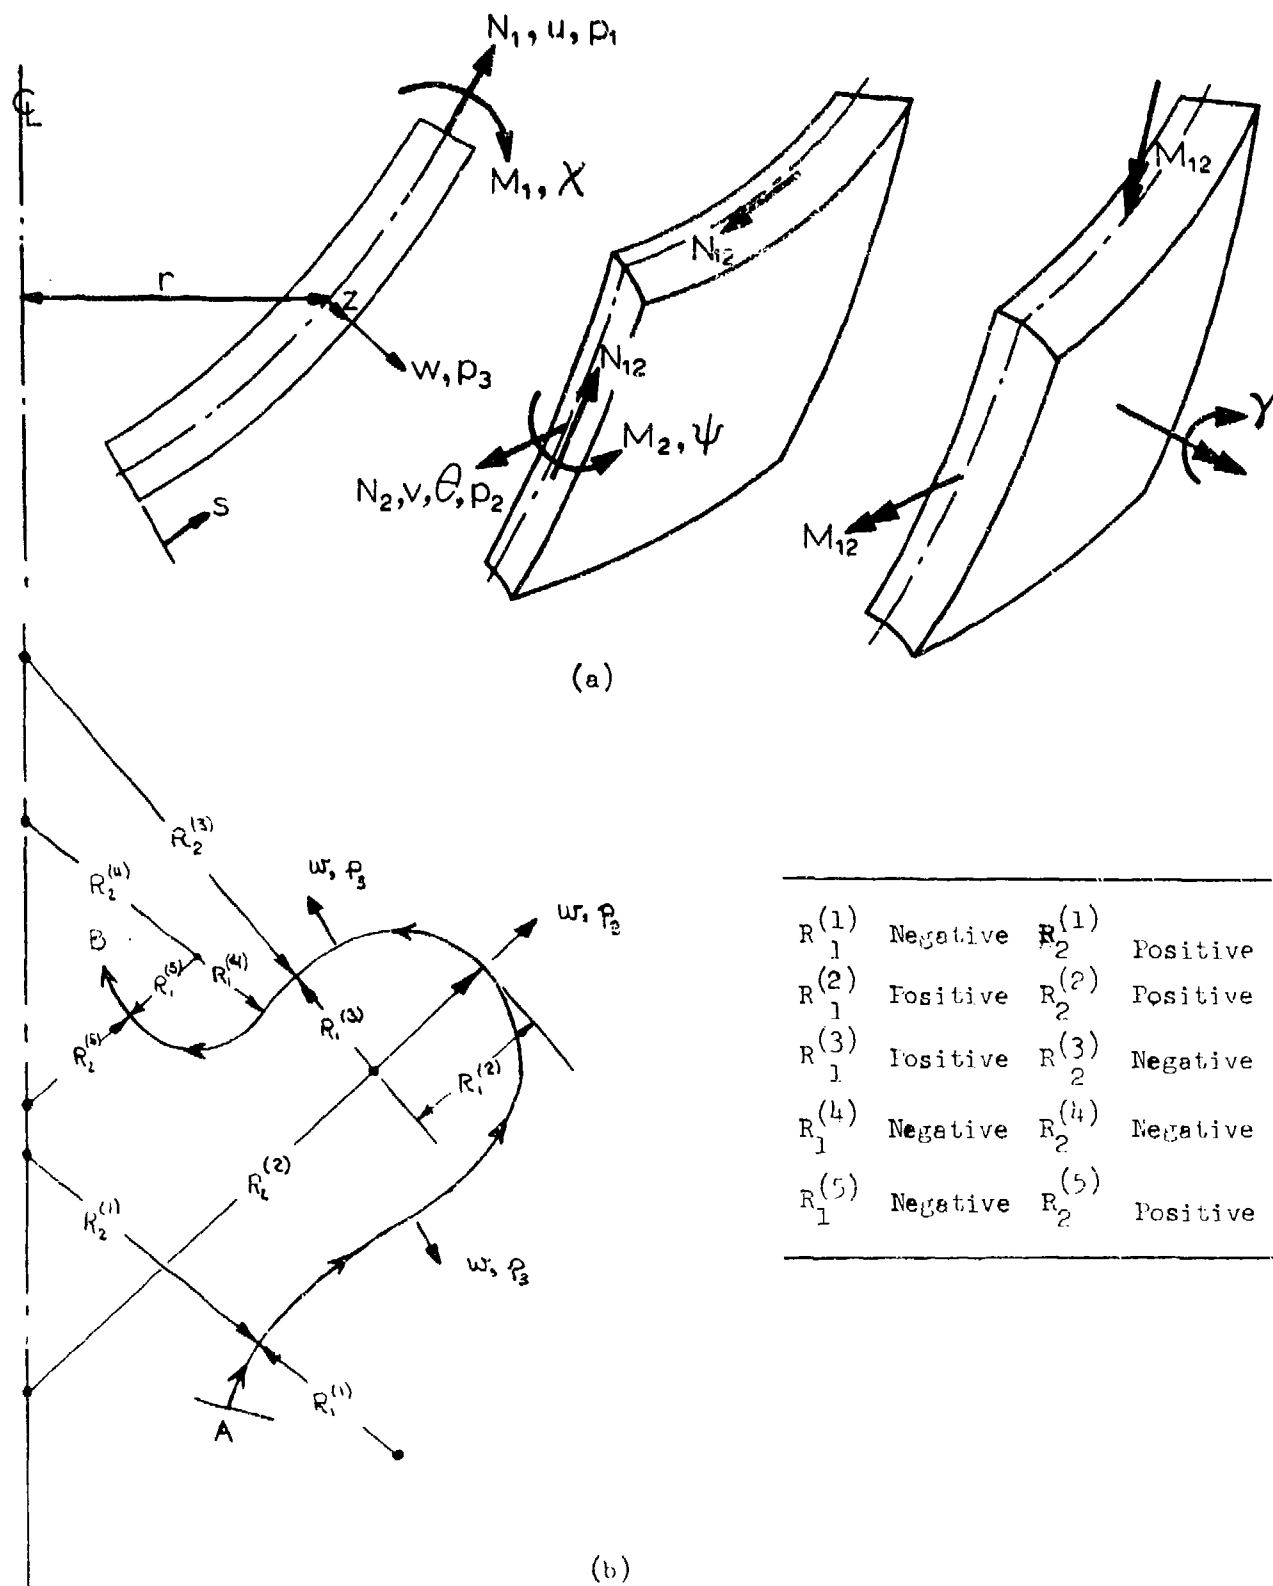 N₁, u, p₁
℄
M₁, χ
r
z
w, p₃
s
N₁₂
N₁₂
M₂, ψ
N₂, v, θ, p₂
M₁₂
γ
M₁₂
(a)
R₂⁽³⁾
R₂⁽⁴⁾
w, p₃
w, p₃
B
R₁⁽⁵⁾
R₁⁽⁴⁾
R₁⁽³⁾
R₂⁽⁵⁾
R₁⁽²⁾
R₂⁽²⁾
R₂⁽¹⁾
w, p₃
R₁⁽¹⁾
A
R₁⁽¹⁾ Negative R₂⁽¹⁾ Positive
R₁⁽²⁾ Positive R₂⁽²⁾ Positive
R₁⁽³⁾ Positive R₂⁽³⁾ Negative
R₁⁽⁴⁾ Negative R₂⁽⁴⁾ Negative
R₁⁽⁵⁾ Negative R₂⁽⁵⁾ Positive
(b)